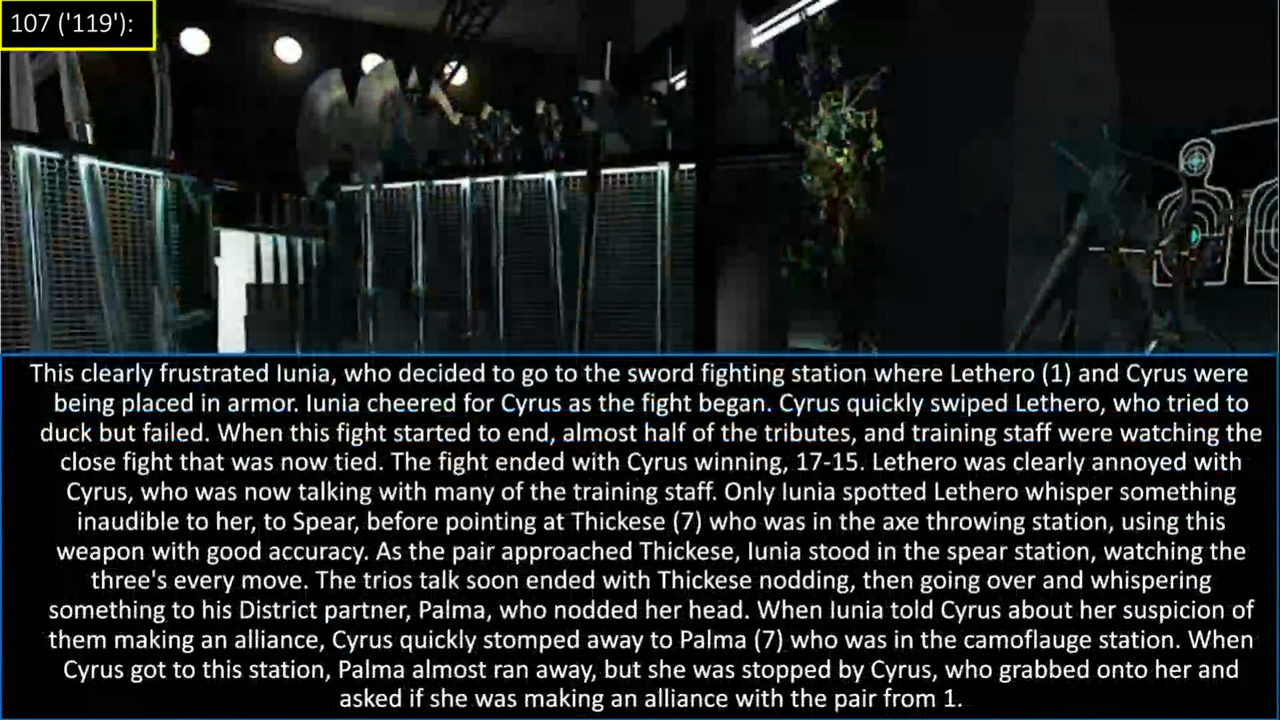 107 ('119'):
This clearly frustrated Iunia, who decided to go to the sword fighting station where Lethero (1) and Cyrus were
being placed in armor. Iunia cheered for Cyrus as the fight began. Cyrus quickly swiped Lethero, who tried to
duck but failed. When this fight started to end, almost half of the tributes, and training staff were watching the
close fight that was now tied. The fight ended with Cyrus winning, 17-15. Lethero was clearly annoyed with
Cyrus, who was now talking with many of the training staff. Only Iunia spotted Lethero whisper something
inaudible to her, to Spear, before pointing at Thickese (7) who was in the axe throwing station, using this
weapon with good accuracy. As the pair approached Thickese, Iunia stood in the spear station, watching the
three's every move. The trios talk soon ended with Thickese nodding, then going over and whispering
something to his District partner, Palma, who nodded her head. When Iunia told Cyrus about her suspicion of
them making an alliance, Cyrus quickly stomped away to Palma (7) who was in the camoflauge station. When
Cyrus got to this station, Palma almost ran away, but she was stopped by Cyrus, who grabbed onto her and
asked if she was making an alliance with the pair from 1.